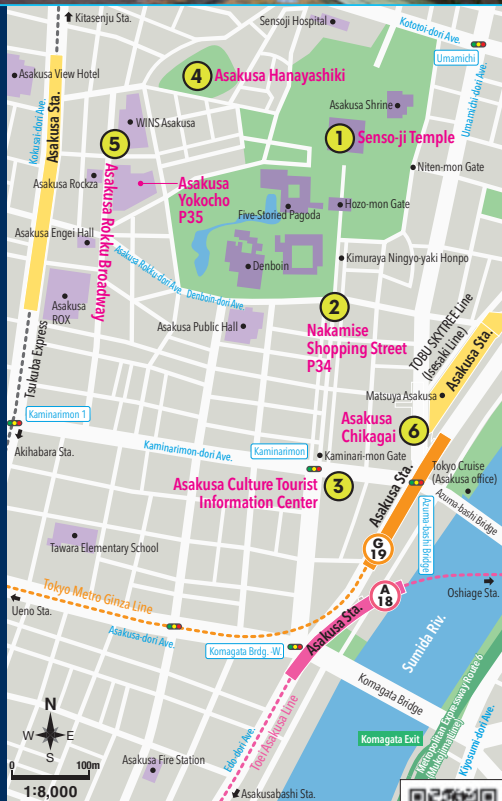 Kitasenju Sta.
Sensoji Hospital
Kototoi-dori Ave.
Umamichi
Asakusa View Hotel
Kokusai-dori Ave.
Asakusa Sta.
4
Asakusa Hanayashiki
Umamichi-dori Ave.
Asakusa Shrine
WINS Asakusa
5
1
Senso-ji Temple
Niten-mon Gate
Asakusa Rockza
Asakusa
Yokocho
P35
Asakusa Rokku Broadway
Five-Storied Pagoda
Hozo-mon Gate
Asakusa Engei Hall
Asakusa Rokku-dori Ave.
Denboin-dori Ave.
Denboin
Kimuraya Ningyo-yaki Honpo
Asakusa
ROX
2
Nakamise
Shopping Street
P34
Asakusa Public Hall
TOBU SKYTREE Line
(Isesaki Line)
Asakusa Sta.
Tsukuba Express
Matsuya Asakusa
Kaminarimon 1
Asakusa
Chikagai
6
Akihabara Sta.
Kaminarimon-dori Ave.
Kaminarimon
Kaminari-mon Gate
Asakusa Culture Tourist
Information Center
3
Asakusa Sta.
Tokyo Cruise
(Asakusa office)
Azuma-bashi Bridge
Azuma-bashi Bridge
Tawara Elementary School
G
19
A
18
Tokyo Metro Ginza Line
Ueno Sta.
Oshiage Sta.
Asakusa-dori Ave.
Komagata Brdg. -W.
Asakusa Sta.
Sumida Riv.
Komagata Bridge
Edo-dori Ave.
Toei Asakusa Line
Komagata Exit
Metropolitan Expressway Route 6
(Mukojima line)
Kiyosumi-dori Ave.
N
W
E
S
0
100m
1:8,000
Asakusa Fire Station
Asakusabashi Sta.